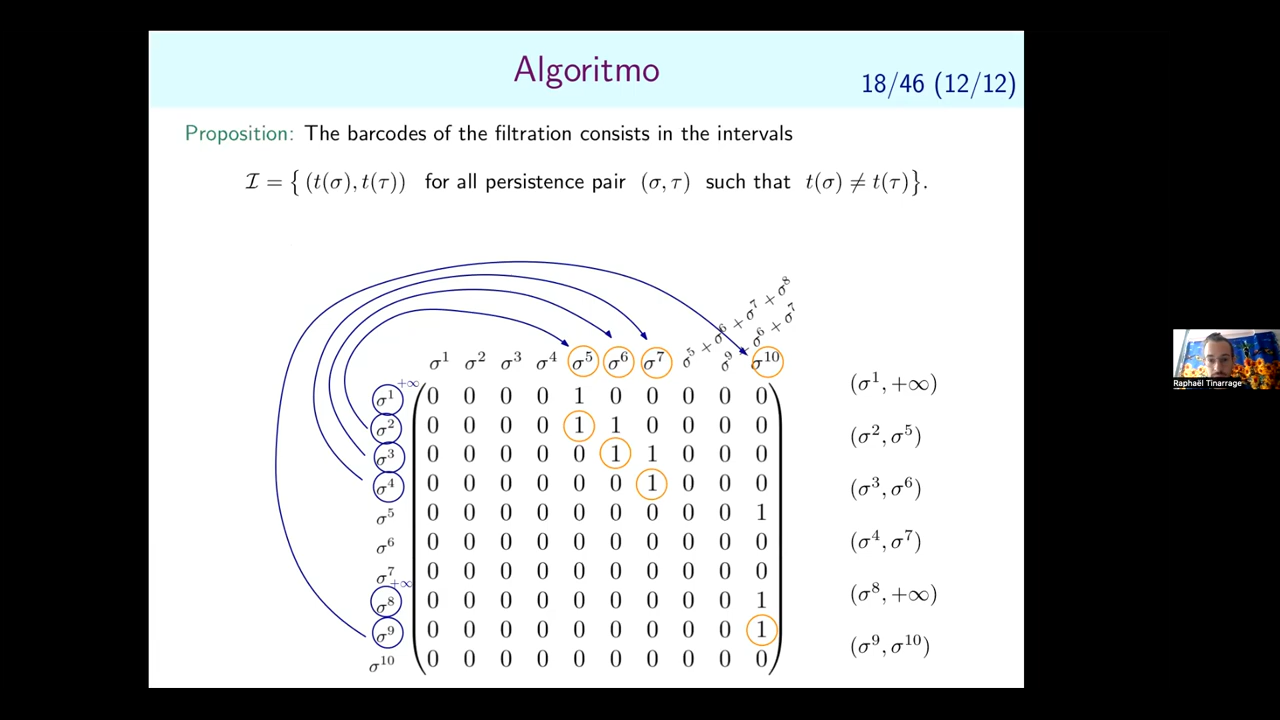 Algoritmo
18/46 (12/12)
Proposition: The barcodes of the filtration consists in the intervals
ℐ = { (t(σ), t(τ)) for all persistence pair (σ, τ) such that t(σ) ≠ t(τ)}.
σ¹ σ² σ³ σ⁴ σ⁵ σ⁶ σ⁷ σ⁵ + σ⁶ + σ⁷ + σ⁸ σ⁹ + σ⁶ + σ⁷ σ¹⁰
σ¹ +∞ 0 0 0 0 1 0 0 0 0 0
σ² 0 0 0 0 1 1 0 0 0 0
σ³ 0 0 0 0 0 1 1 0 0 0
σ⁴ 0 0 0 0 0 0 1 0 0 0
σ⁵ 0 0 0 0 0 0 0 0 0 1
σ⁶ 0 0 0 0 0 0 0 0 0 0
σ⁷ 0 0 0 0 0 0 0 0 0 0
σ⁸ +∞ 0 0 0 0 0 0 0 0 0 1
σ⁹ 0 0 0 0 0 0 0 0 0 1
σ¹⁰ 0 0 0 0 0 0 0 0 0 0
(σ¹, +∞)
(σ², σ⁵)
(σ³, σ⁶)
(σ⁴, σ⁷)
(σ⁸, +∞)
(σ⁹, σ¹⁰)
Raphaël Tinarrage